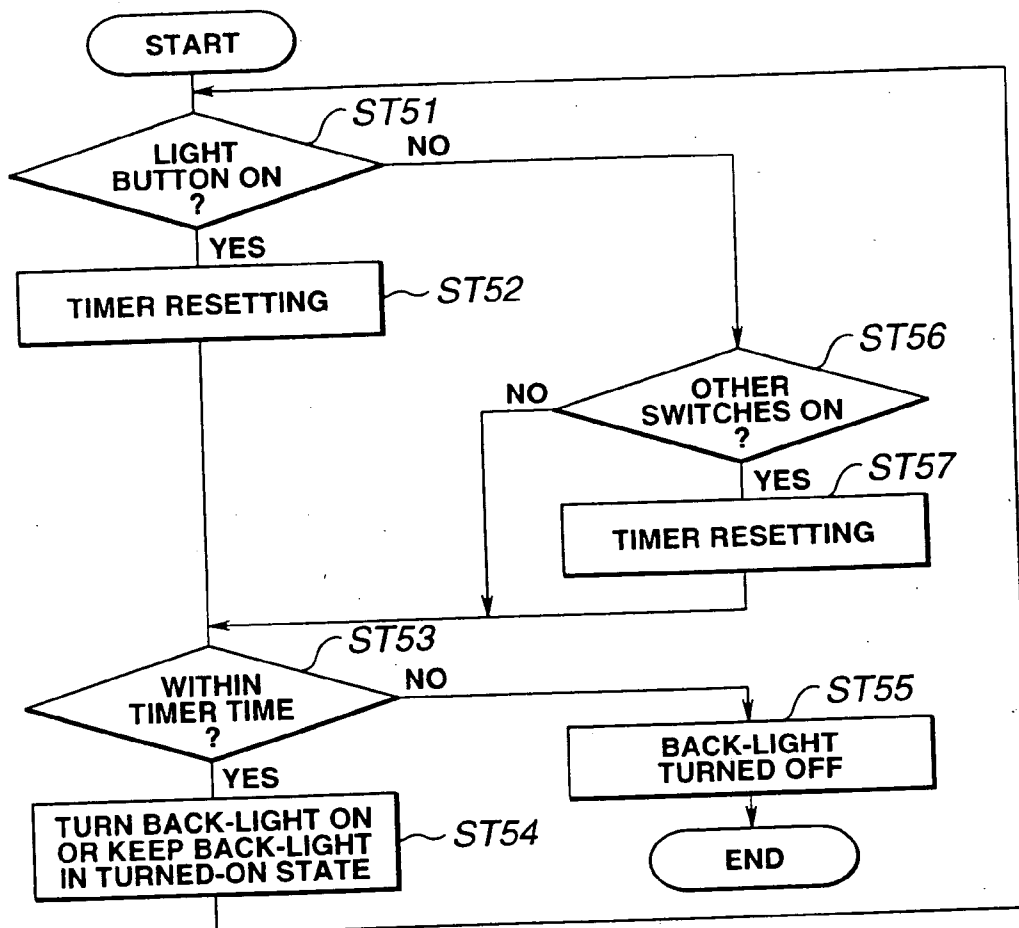 START
ST51
LIGHT
BUTTON ON
?
NO
YES
TIMER RESETTING
ST52
ST56
OTHER
SWITCHES ON
?
NO
YES
ST57
TIMER RESETTING
ST53
WITHIN
TIMER TIME
?
NO
YES
ST55
BACK-LIGHT
TURNED OFF
TURN BACK-LIGHT ON
OR KEEP BACK-LIGHT
IN TURNED-ON STATE
ST54
END